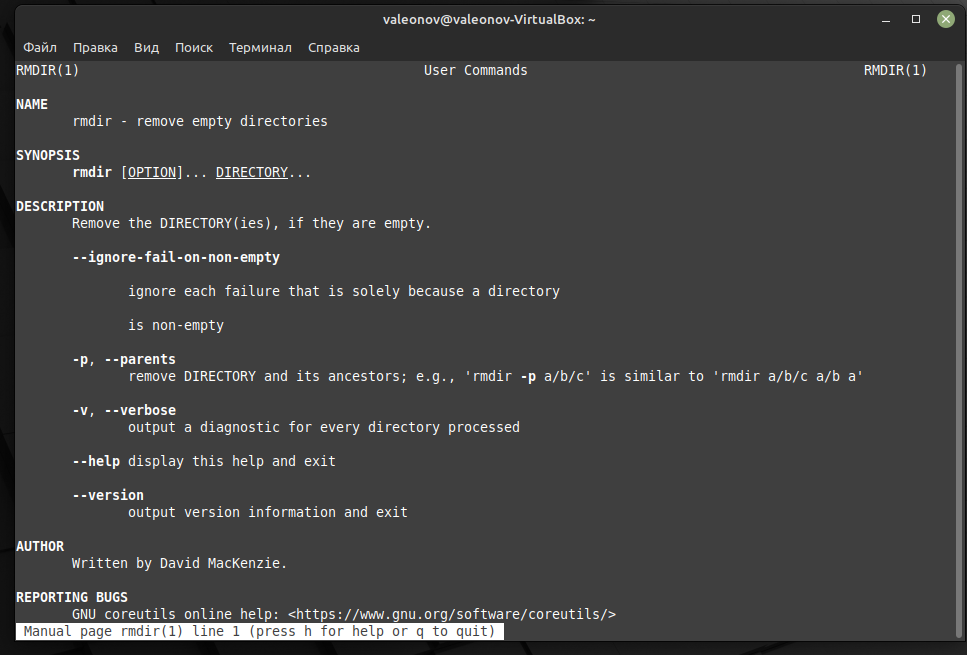 valeonov@valeonov-VirtualBox: ~
Файл Правка Вид Поиск Терминал Справка
RMDIR(1) User Commands RMDIR(1)
NAME
rmdir - remove empty directories
SYNOPSIS
rmdir [OPTION]... DIRECTORY...
DESCRIPTION
Remove the DIRECTORY(ies), if they are empty.
--ignore-fail-on-non-empty
ignore each failure that is solely because a directory
is non-empty
-p, --parents
remove DIRECTORY and its ancestors; e.g., 'rmdir -p a/b/c' is similar to 'rmdir a/b/c a/b a'
-v, --verbose
output a diagnostic for every directory processed
--help display this help and exit
--version
output version information and exit
AUTHOR
Written by David MacKenzie.
REPORTING BUGS
GNU coreutils online help: <https://www.gnu.org/software/coreutils/>
Manual page rmdir(1) line 1 (press h for help or q to quit)